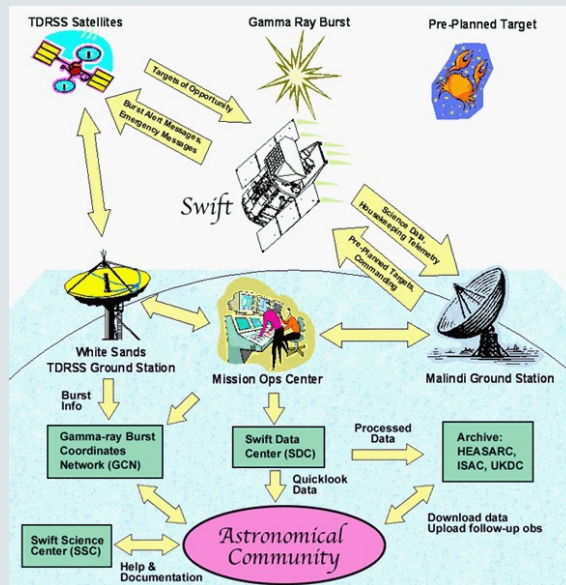 TDRSS Satellites
Gamma Ray Burst
Pre-Planned Target
Targets of Opportunity
Burst Alert Messages,
Emergency Messages
Swift
Science Data,
Housekeeping Telemetry
Pre-Planned Targets,
Commanding
White Sands
TDRSS Ground Station
Mission Ops Center
Malindi Ground Station
Burst
Info
Gamma-ray Burst
Coordinates
Network (GCN)
Swift Data
Center (SDC)
Processed
Data
Archive:
HEASARC,
ISAC, UKDC
Quicklook
Data
Swift Science
Center (SSC)
Astronomical
Community
Download data
Upload follow-up obs
Help &
Documentation